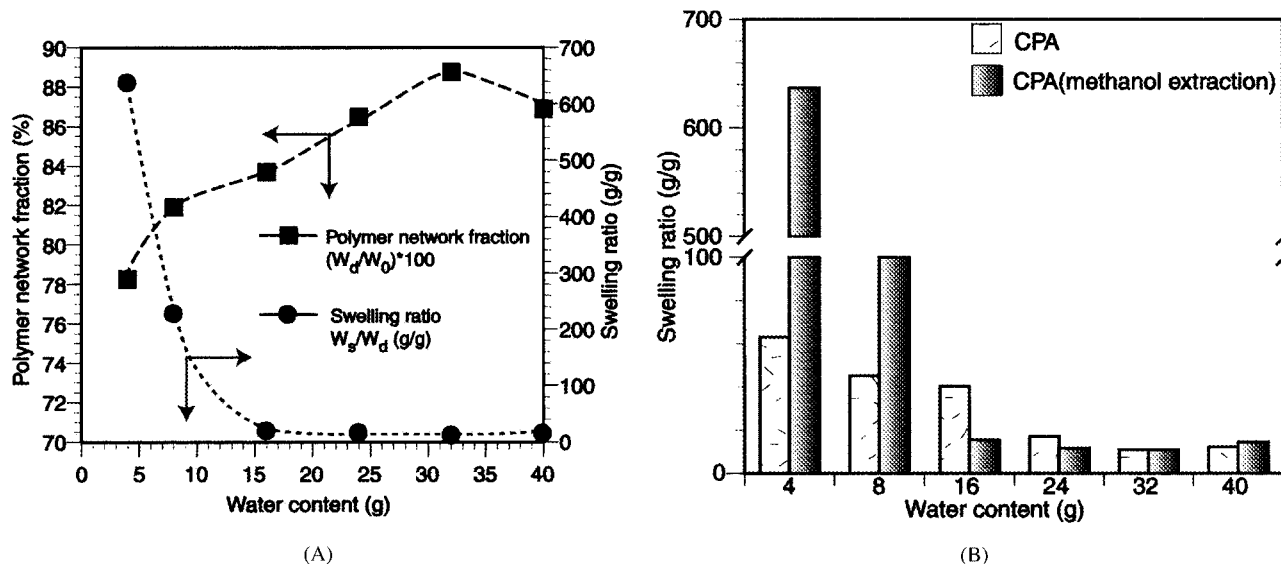 90
88
86
84
82
80
78
76
74
72
70
Polymer network fraction (%)
700
600
500
400
300
200
100
0
Swelling ratio (g/g)
Polymer network fraction
(Wd/W0)*100
Swelling ratio
Ws/Wd (g/g)
0 5 10 15 20 25 30 35 40
Water content (g)
(A)
700
600
500
100
0
Swelling ratio (g/g)
CPA
CPA(methanol extraction)
4 8 16 24 32 40
Water content (g)
(B)